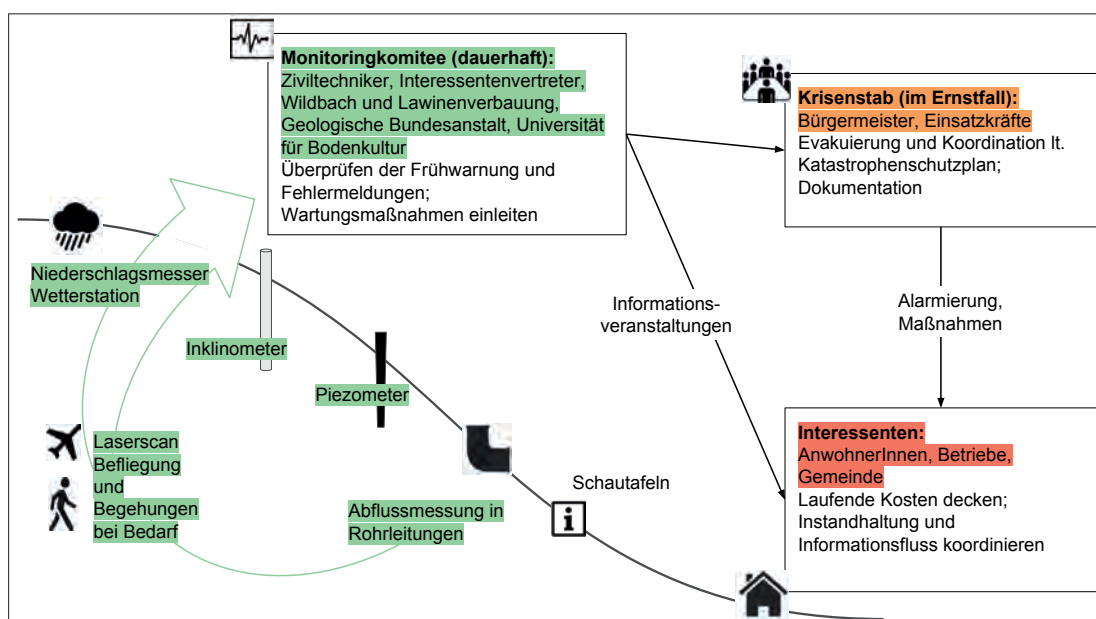 Monitoringkomitee (dauerhaft):
Ziviltechniker, Interessentenvertreter,
Wildbach und Lawinenverbauung,
Geologische Bundesanstalt, Universität
für Bodenkultur
Überprüfen der Frühwarnung und
Fehlermeldungen;
Wartungsmaßnahmen einleiten
Krisenstab (im Ernstfall):
Bürgermeister, Einsatzkräfte
Evakuierung und Koordination lt.
Katastrophenschutzplan;
Dokumentation
Niederschlagsmesser
Wetterstation
Inklinometer
Piezometer
Informations-
veranstaltungen
Alarmierung,
Maßnahmen
Laserscan
Befliegung
und
Begehungen
bei Bedarf
Abflussmessung in
Rohrleitungen
Schautafeln
i
Interessenten:
AnwohnerInnen, Betriebe,
Gemeinde
Laufende Kosten decken;
Instandhaltung und
Informationsfluss koordinieren